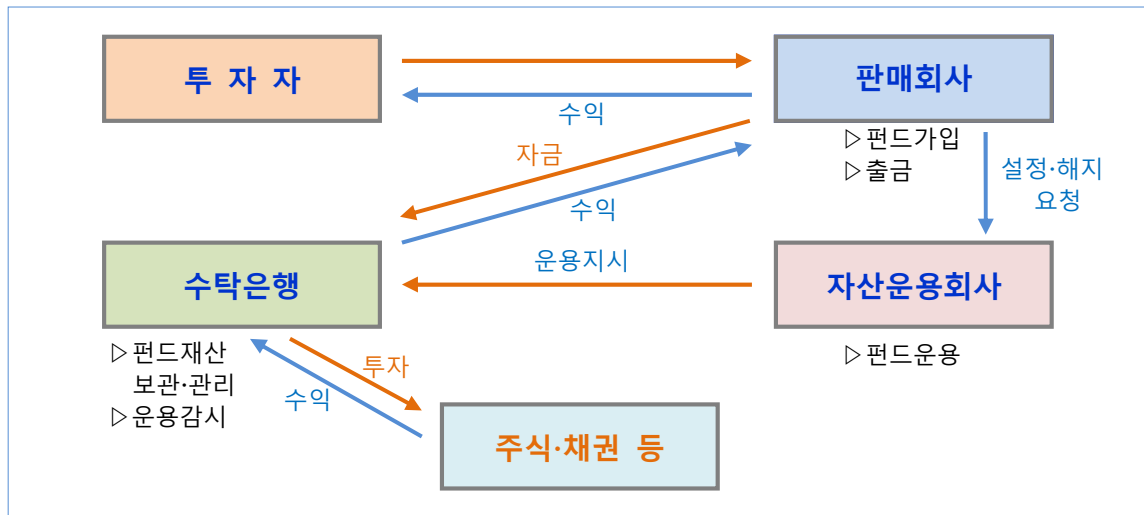 투 자 자
판매회사
수익
▷펀드가입
▷출금
자금
설정·해지
요청
수익
운용지시
수탁은행
자산운용회사
▷펀드재산
보관·관리
▷운용감시
투자
수익
▷펀드운용
주식·채권 등